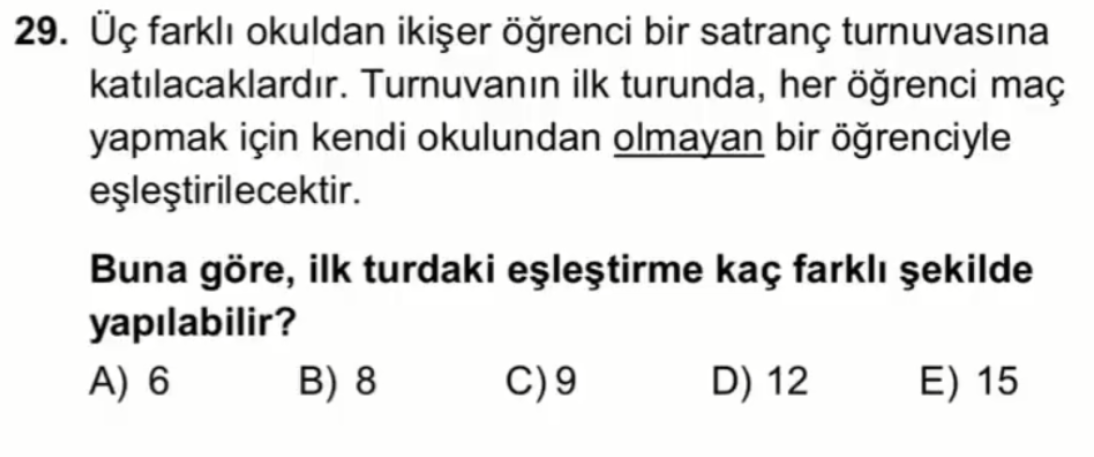 29. Üç farklı okuldan ikişer öğrenci bir satranç turnuvasına
katılacaklardır. Turnuvanın ilk turunda, her öğrenci maç
yapmak için kendi okulundan olmayan bir öğrenciyle
eşleştirilecektir.
Buna göre, ilk turdaki eşleştirme kaç farklı şekilde
yapılabilir?
A) 6 B) 8 C) 9 D) 12 E) 15